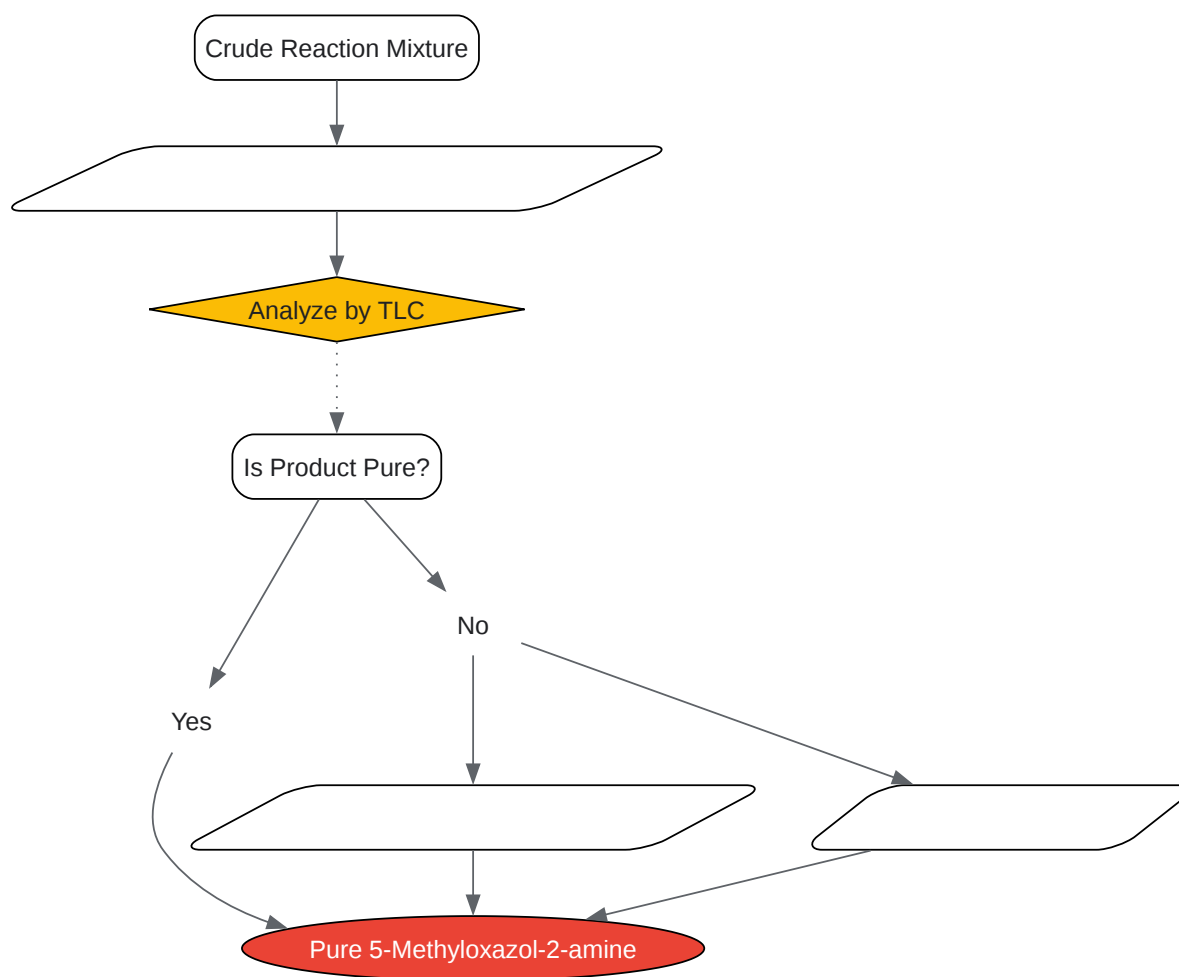 Crude Reaction Mixture
Analyze by TLC
Is Product Pure?
No
Yes
Pure 5-Methyloxazol-2-amine